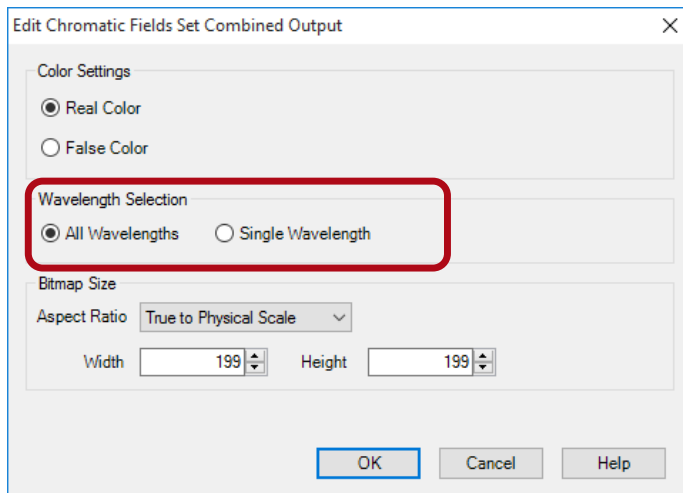 Edit Chromatic Fields Set Combined Output
Color Settings
Real Color
False Color
Wavelength Selection
All Wavelengths Single Wavelength
Bitmap Size
Aspect Ratio True to Physical Scale
Width 199 Height 199
OK Cancel Help